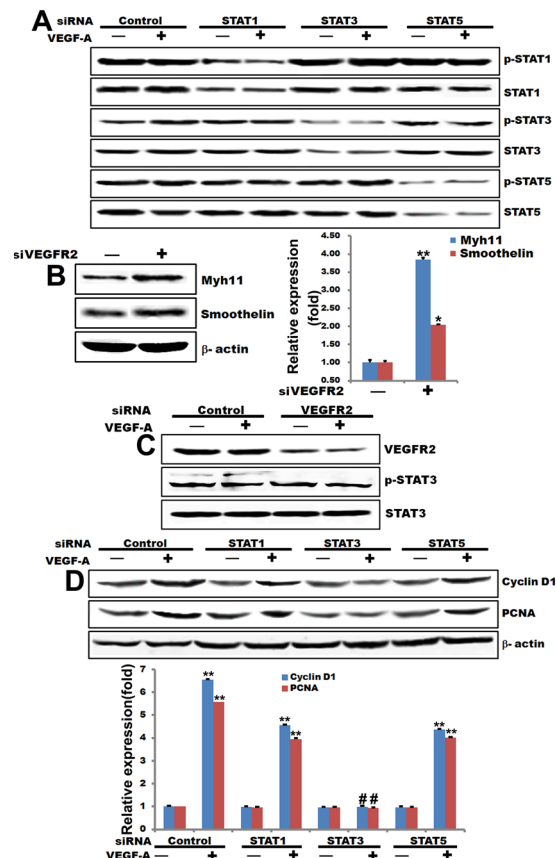 A
siRNA Control STAT1 STAT3 STAT5
VEGF-A — + — + — + — +
p-STAT1
STAT1
p-STAT3
STAT3
p-STAT5
STAT5
B
siVEGFR2 — +
Myh11
Smoothelin
β- actin
Relative expression
(fold)
4.50
4.00
3.50
3.00
2.50
2.00
1.50
1.00
0.50
** *
Myh11
Smoothelin
siVEGFR2 — +
C
siRNA Control VEGFR2
VEGF-A — + — +
VEGFR2
p-STAT3
STAT3
D
siRNA Control STAT1 STAT3 STAT5
VEGF-A — + — + — + — +
Cyclin D1
PCNA
β- actin
Relative expression(fold)
7
6
5
4
3
2
1
0
Cyclin D1
PCNA
** ** ** ** # # ** **
siRNA Control STAT1 STAT3 STAT5
VEGF-A — + — + — + — +